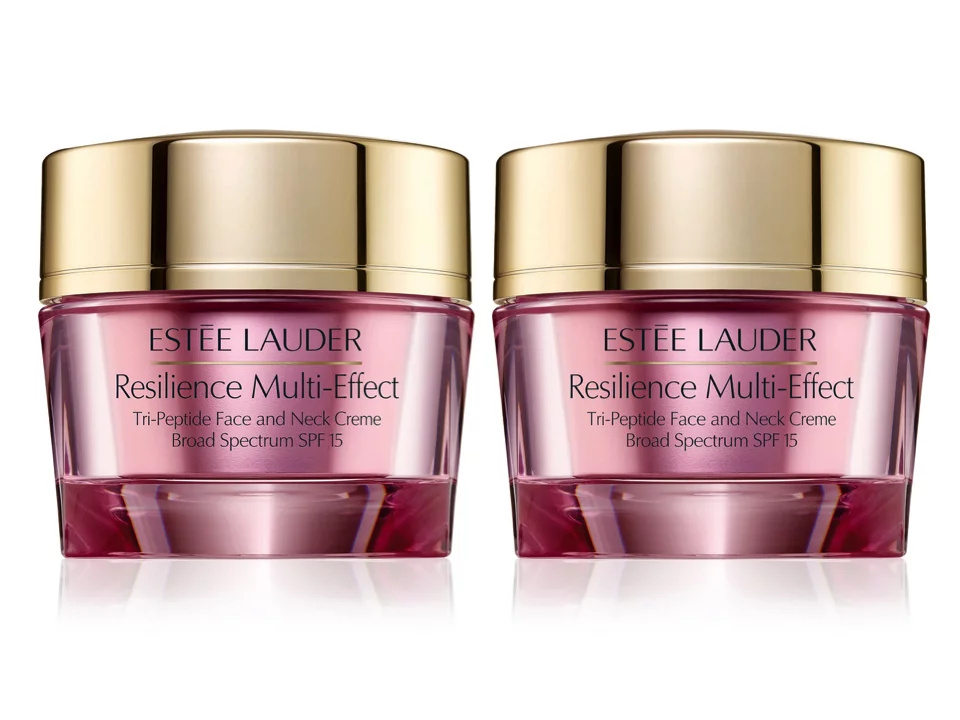 ESTĒE LAUDER
Resilience Multi-Effect
Tri-Peptide Face and Neck Creme
Broad Spectrum SPF 15
ESTĒE LAUDER
Resilience Multi-Effect
Tri-Peptide Face and Neck Creme
Broad Spectrum SPF 15